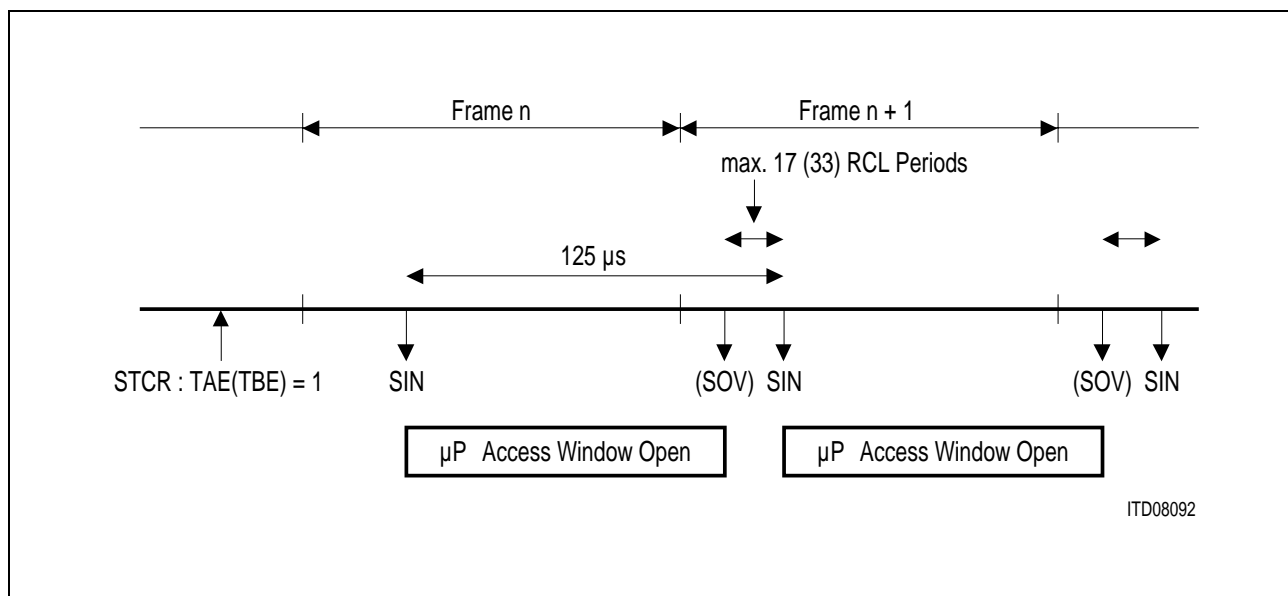 Frame n
Frame n + 1
max. 17 (33) RCL Periods
125 µs
STCR : TAE(TBE) = 1
SIN
(SOV)
SIN
(SOV)
SIN
µP Access Window Open
µP Access Window Open
ITD08092